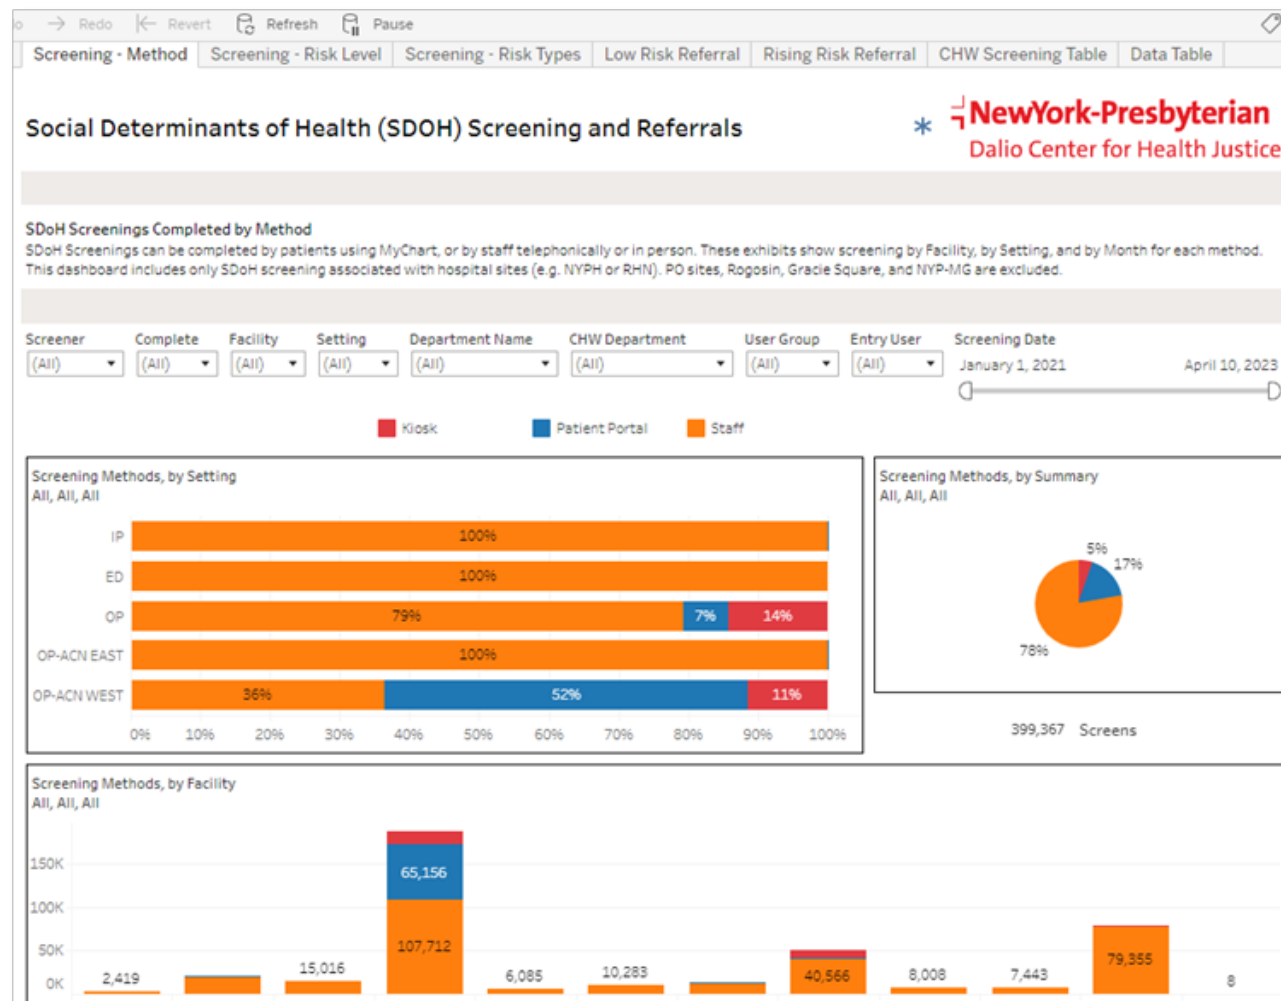 Redo Revert Refresh Pause
Screening - Method Screening - Risk Level Screening - Risk Types Low Risk Referral Rising Risk Referral CHW Screening Table Data Table
Social Determinants of Health (SDOH) Screening and Referrals
*
NewYork-Presbyterian
Dalio Center for Health Justice
SDoH Screenings Completed by Method
SDoH Screenings can be completed by patients using MyChart, or by staff telephonically or in person. These exhibits show screening by Facility, by Setting, and by Month for each method.
This dashboard includes only SDoH screening associated with hospital sites (e.g. NYPH or RHN). PO sites, Rogosin, Gracie Square, and NYP-MG are excluded.
Screener Complete Facility Setting Department Name CHW Department User Group Entry User Screening Date
(All) (All) (All) (All) (All) (All) (All) (All) January 1, 2021 April 10, 2023
Kiosk Patient Portal Staff
Screening Methods, by Setting
All, All, All
IP 100%
ED 100%
OP 79% 7% 14%
OP-ACN EAST 100%
OP-ACN WEST 36% 52% 11%
0% 10% 20% 30% 40% 50% 60% 70% 80% 90% 100%
Screening Methods, by Summary
All, All, All
5%
17%
78%
399,367 Screens
Screening Methods, by Facility
All, All, All
150K
100K
50K
0K
2,419 15,016 65,156 107,712 6,085 10,283 40,566 8,008 7,443 79,355 8